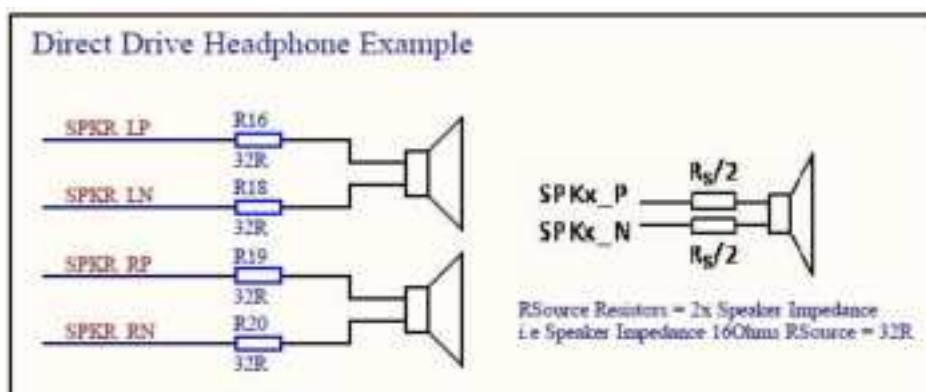 Direct Drive Headphone Example
SPKR LP
R16
32R
SPKR LN
R18
32R
SPKR RP
R19
32R
SPKR RN
R20
32R
SPKx_P
RS/2
SPKx_N
RS/2
RSource Resistors = 2x Speaker Impedance
i.e Speaker Impedance 16Ohms RSource = 32R